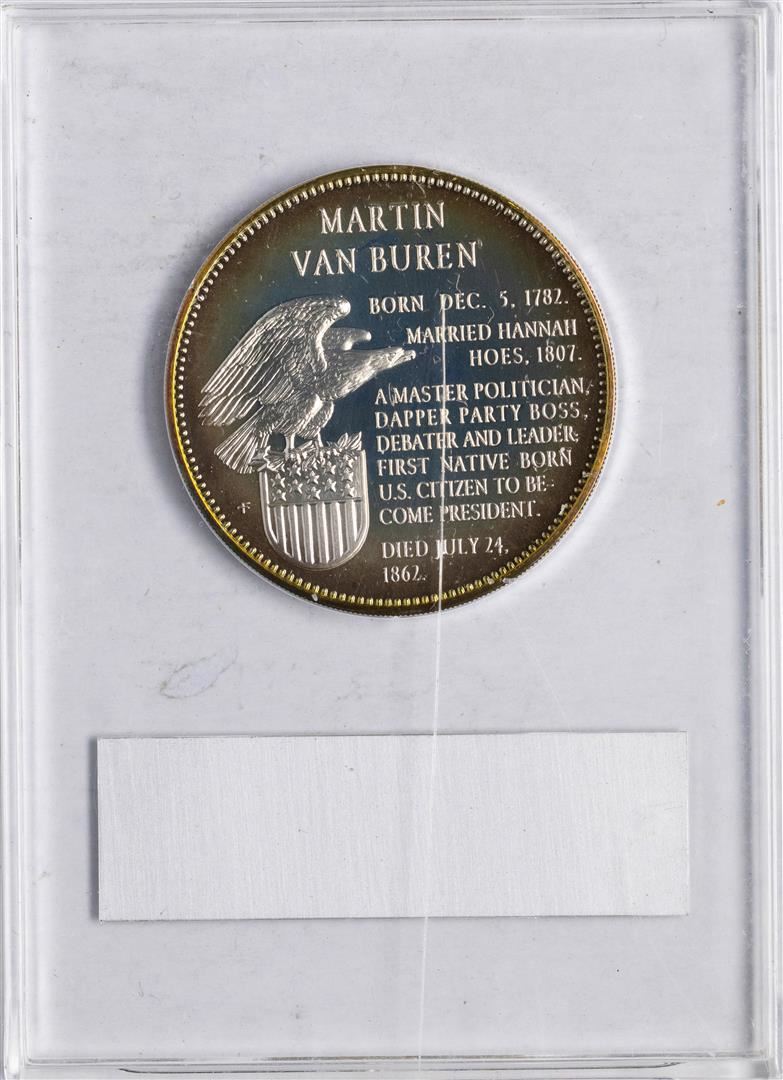 MARTIN
VAN BUREN
BORN DEC. 5, 1782.
MARRIED HANNAH
HOES, 1807.
A MASTER POLITICIAN,
DAPPER PARTY BOSS,
DEBATER AND LEADER;
FIRST NATIVE BORN
U.S. CITIZEN TO BE-
COME PRESIDENT.
DIED JULY 24,
1862.